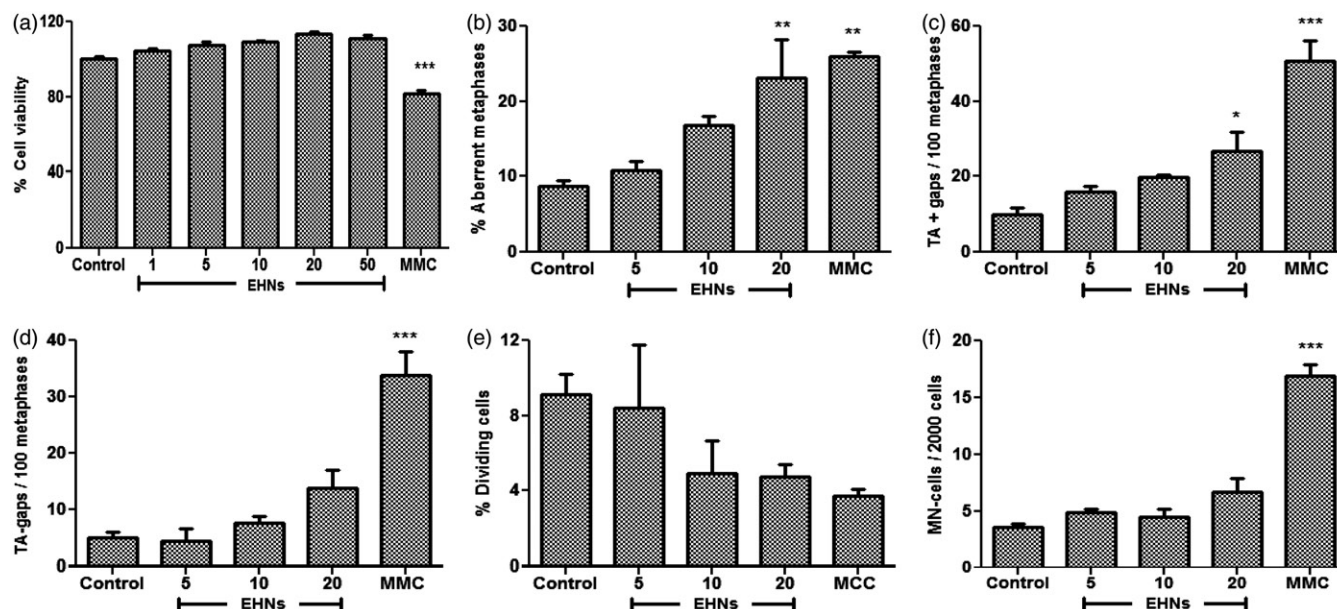 (a)
% Cell viability
120
80
40
0
***
Control 1 5 10 20 50 MMC
EHNs
(b)
% Aberrent metaphases
30%
20%
10
0
** **
Control 5 10 20 MMC
EHNs
(c)
TA + gaps / 100 metaphases
60
40
20
0
* ***
Control 5 10 20 MMC
EHNs
(d)
TA-gaps / 100 metaphases
40
30
20
10
0
***
Control 5 10 20 MMC
EHNs
(e)
% Dividing cells
12
8
4
0
Control 5 10 20 MCC
EHNs
(f)
MN-cells / 2000 cells
20
15
10
5
0
***
Control 5 10 20 MMC
EHNs